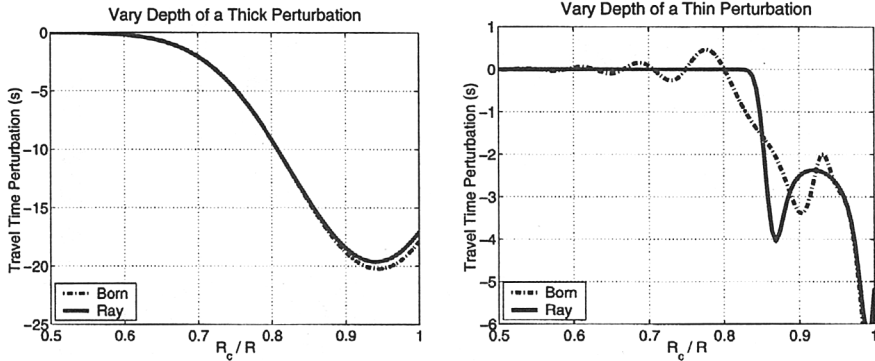 Vary Depth of a Thick Perturbation
Travel Time Perturbation (s)
0
−5
−10
−15
−20
−25
Born
Ray
0.5
0.6
0.7
0.8
0.9
1
R_c / R
Vary Depth of a Thin Perturbation
Travel Time Perturbation (s)
1
0
−1
−2
−3
−4
−5
−6
Born
Ray
0.5
0.6
0.7
0.8
0.9
1
R_c / R